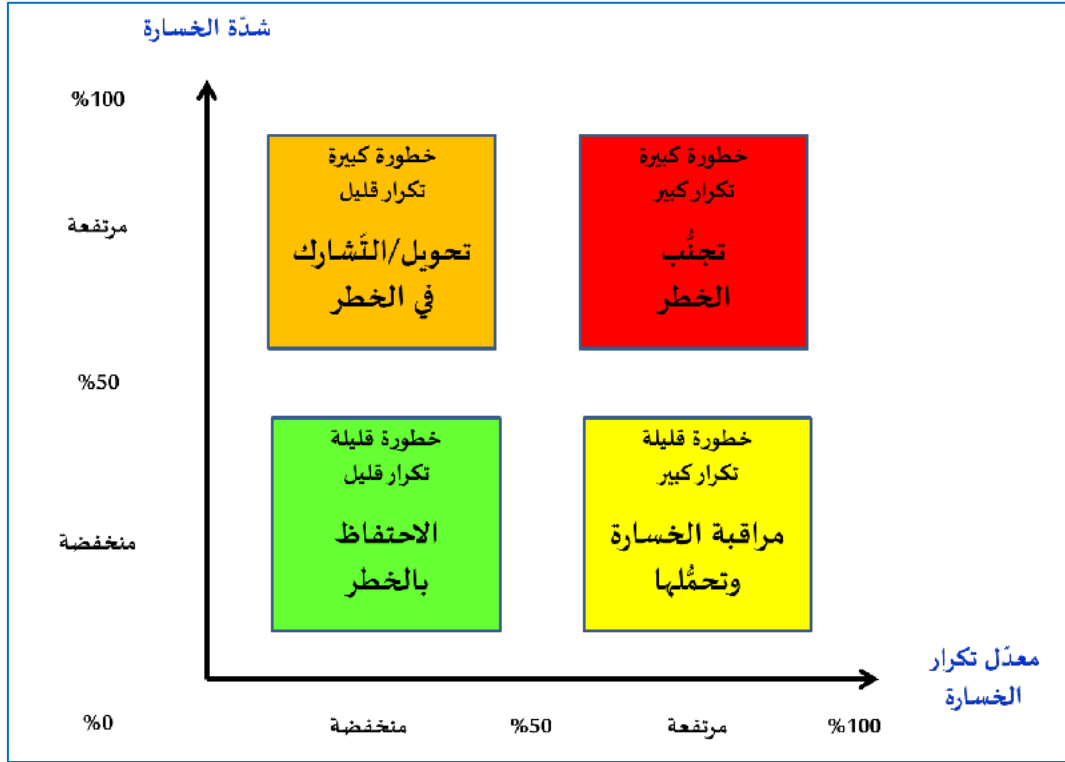 شدّة الخسارة
%100
خطورة كبيرة
تكرار كبير
تجنُّب
الخطر
خطورة كبيرة
تكرار قليل
تحويل/التّشارك
في الخطر
مرتفعة
%50
خطورة قليلة
تكرار كبير
مراقبة الخسارة
وتحمُّلها
خطورة قليلة
تكرار قليل
الاحتفاظ
بالخطر
منخفضة
معدّل تكرار
الخسارة
%0
منخفضة
%50
مرتفعة
%100